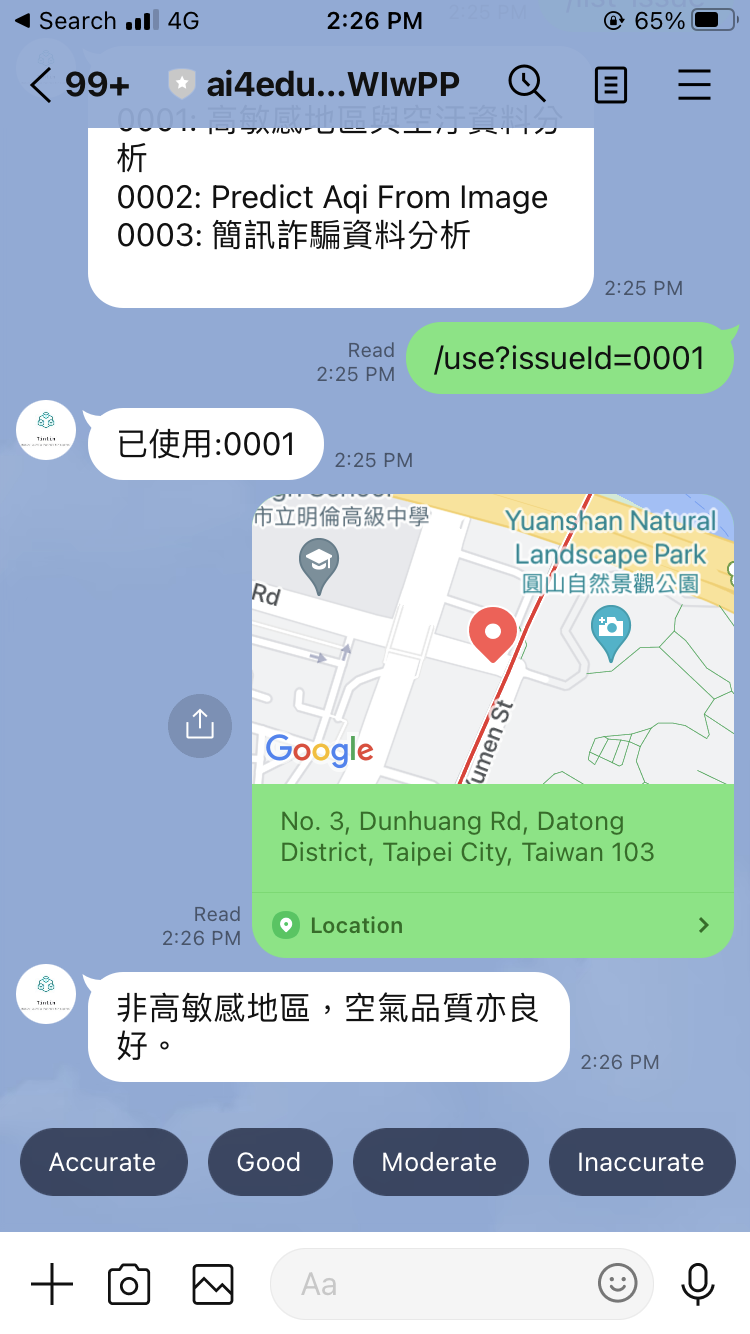 Search 4G 2:26 PM 65%
99+ ai4edu...WIwPP
0001: 高敏感地區與空汙資料分
析
0002: Predict Aqi From Image
0003: 簡訊詐騙資料分析
2:25 PM
Read
2:25 PM
/use?issueId=0001
TinTin
已使用:0001
2:25 PM
市立明倫高級中學
Yuanshan Natural
Landscape Park
圓山自然景觀公園
Rd
Yumen St
Google
No. 3, Dunhuang Rd, Datong
District, Taipei City, Taiwan 103
Read
2:26 PM
Location
TinTin
非高敏感地區，空氣品質亦良
好。
2:26 PM
Accurate
Good
Moderate
Inaccurate
Aa